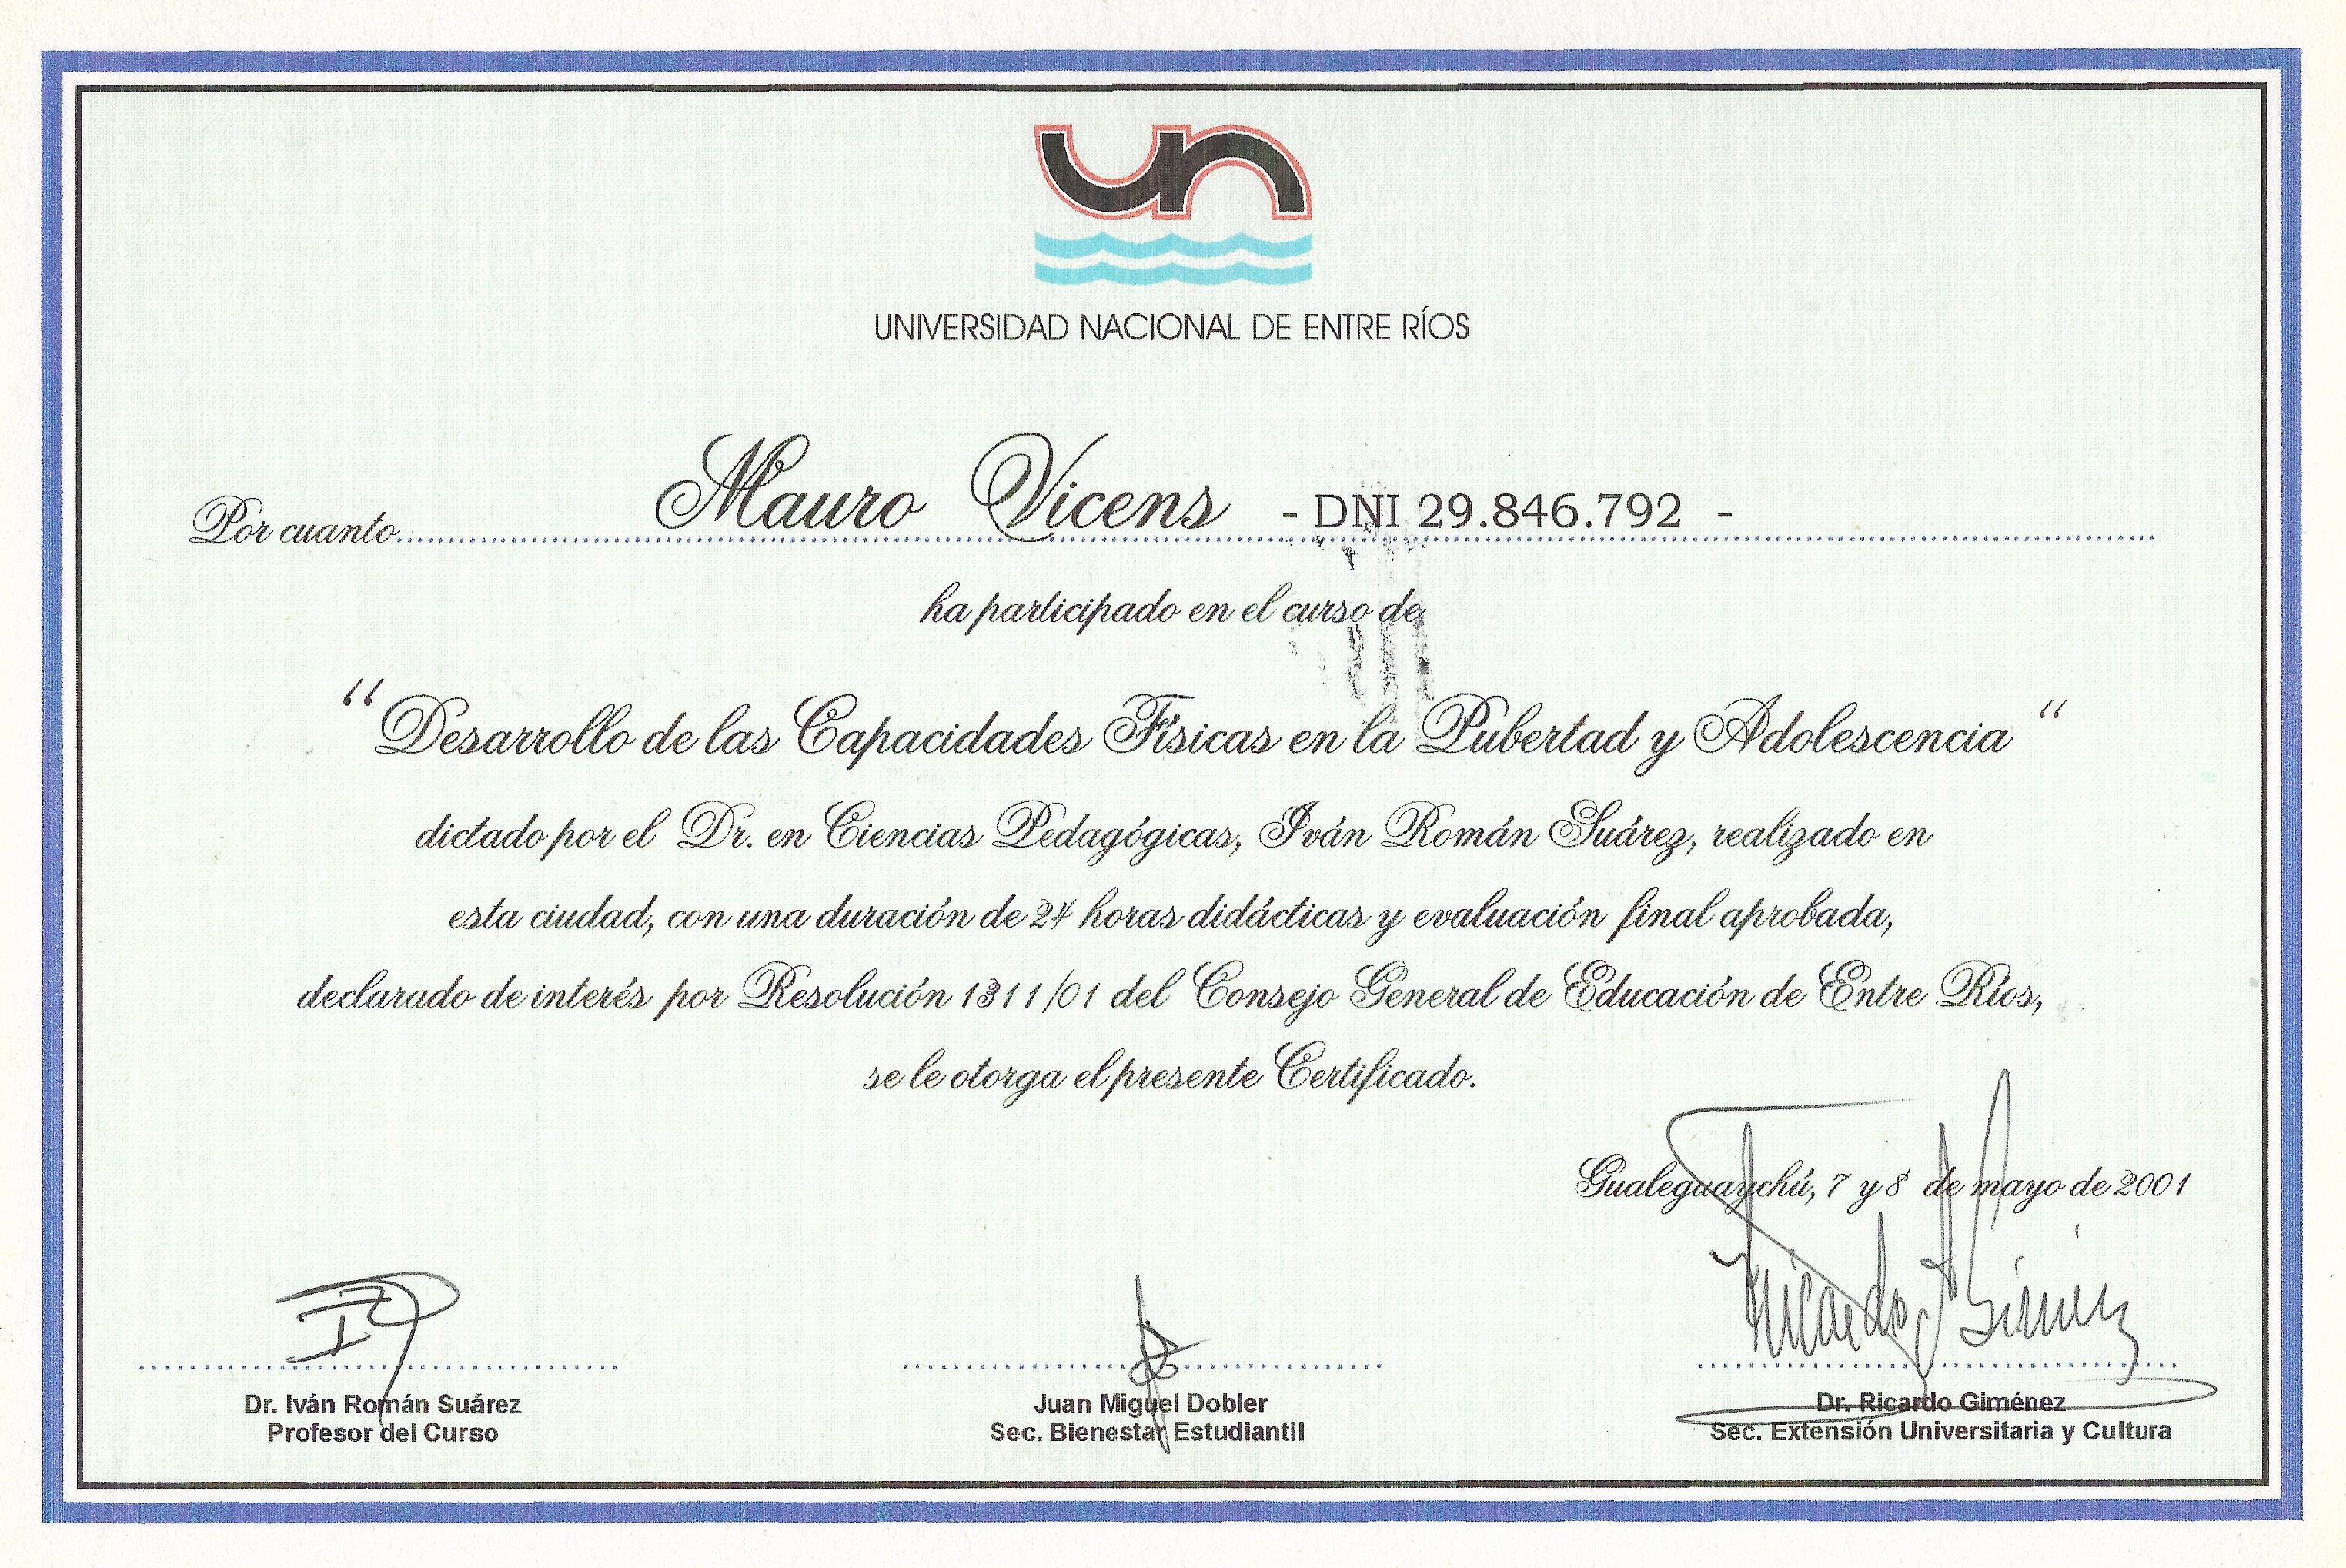 un
UNIVERSIDAD NACIONAL DE ENTRE RÍOS
Por cuanto Mauro Vicens - DNI 29.846.792 -
ha participado en el curso de
“Desarrollo de las Capacidades Físicas en la Pubertad y Adolescencia“
dictado por el Dr. en Ciencias Pedagógicas, Iván Román Suárez, realizado en
esta ciudad, con una duración de 24 horas didácticas y evaluación final aprobada,
declarado de interés por Resolución 1311/01 del Consejo General de Educación de Entre Ríos,
se le otorga el presente Certificado.
Gualeguaychú, 7 y 8 de mayo de 2001
Ricardo Giménez
Dr. Iván Román Suárez
Profesor del Curso
Juan Miguel Dobler
Sec. Bienestar Estudiantil
Dr. Ricardo Giménez
Sec. Extensión Universitaria y Cultura